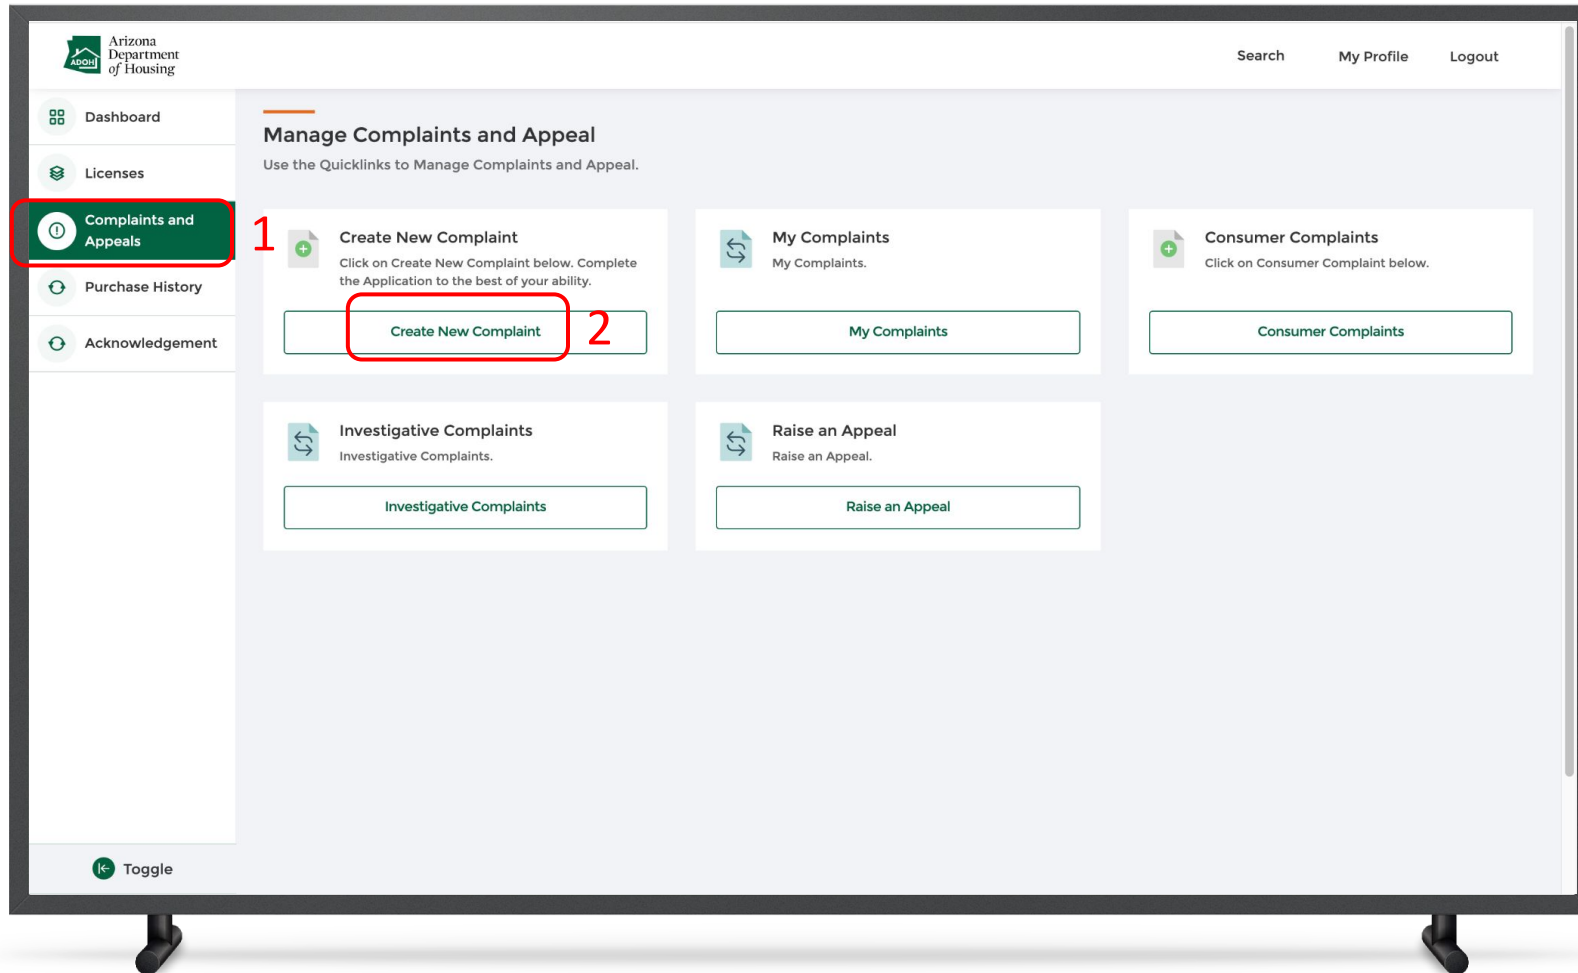 Arizona
Department
of Housing
ADOH
Search
My Profile
Logout
Dashboard
Licenses
Complaints and
Appeals
Purchase History
Acknowledgement
Toggle
1
Manage Complaints and Appeal
Use the Quicklinks to Manage Complaints and Appeal.
Create New Complaint
Click on Create New Complaint below. Complete
the Application to the best of your ability.
Create New Complaint
2
My Complaints
My Complaints.
My Complaints
Consumer Complaints
Click on Consumer Complaint below.
Consumer Complaints
Investigative Complaints
Investigative Complaints.
Investigative Complaints
Raise an Appeal
Raise an Appeal.
Raise an Appeal